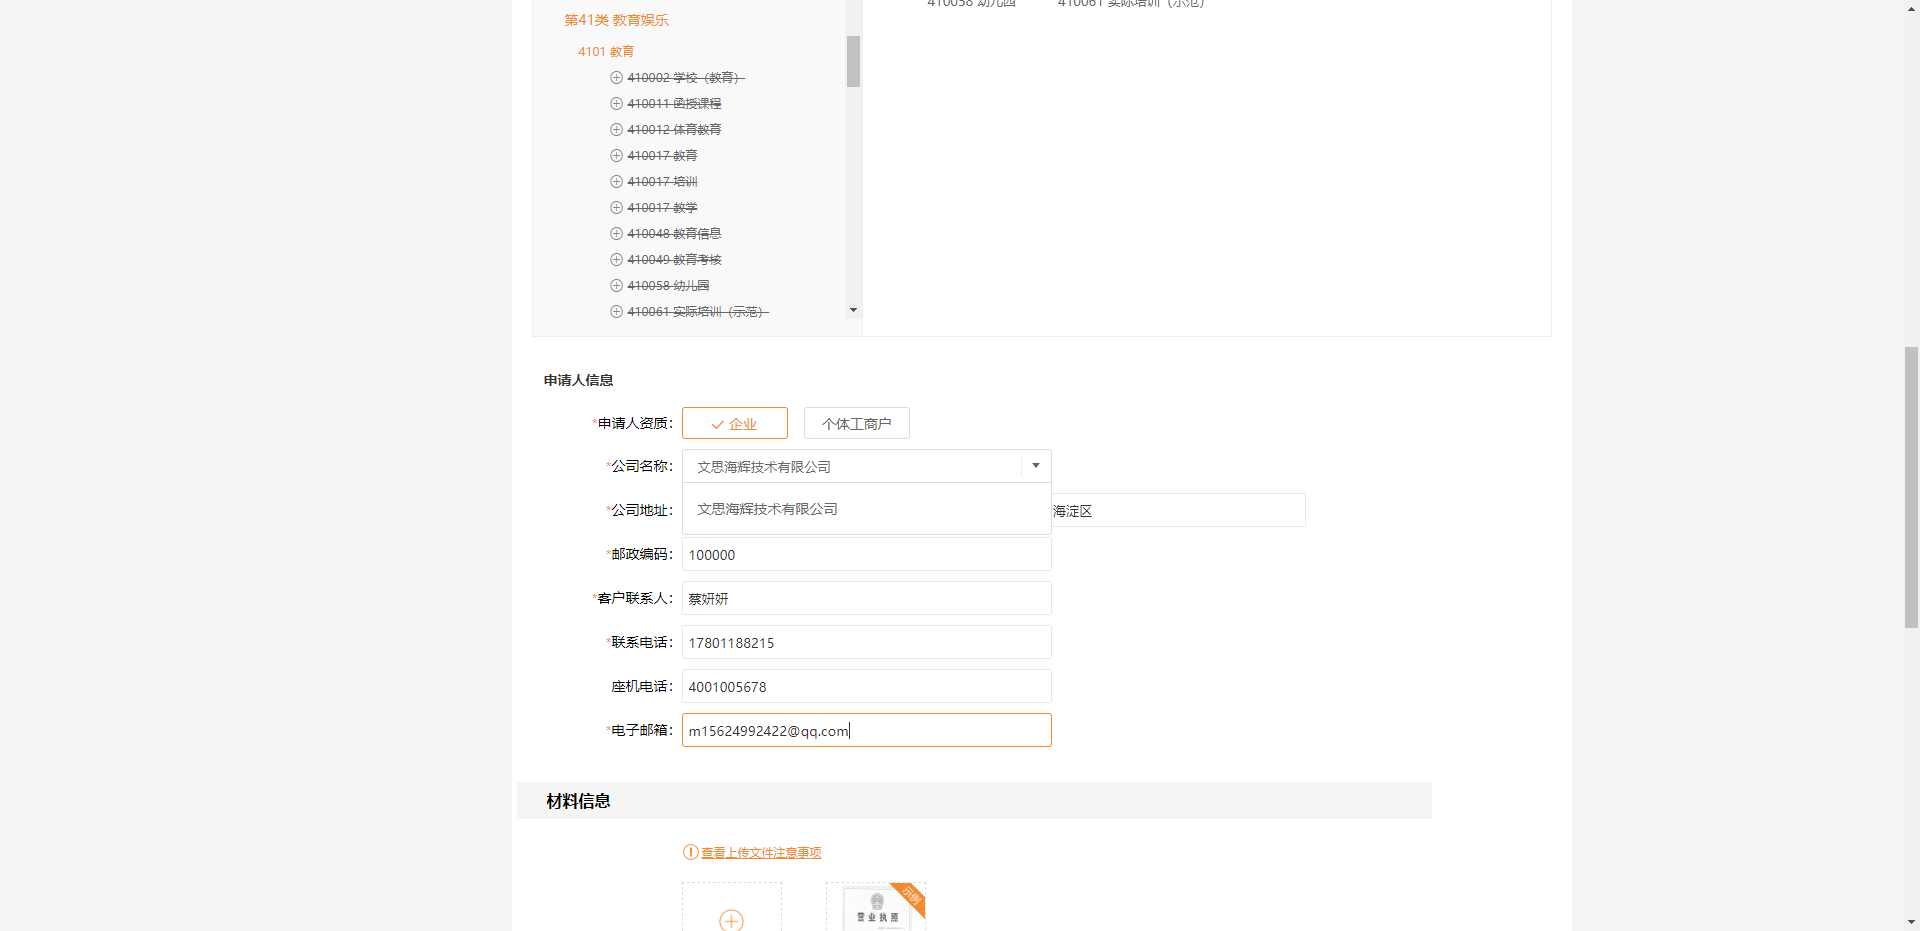 410058 幼儿园 410061 实际培训（示范）
第41类 教育娱乐
4101 教育
410002 学校（教育）
410011 函授课程
410012 体育教育
410017 教育
410017 培训
410017 教学
410048 教育信息
410049 教育考核
410058 幼儿园
410061 实际培训（示范）
申请人信息
*申请人资质： 企业 个体工商户
*公司名称： 文思海辉技术有限公司
文思海辉技术有限公司
*公司地址： 海淀区
*邮政编码： 100000
*客户联系人： 蔡妍妍
*联系电话： 17801188215
座机电话： 4001005678
*电子邮箱： m15624992422@qq.com
材料信息
查看上传文件注意事项
示例
营业执照